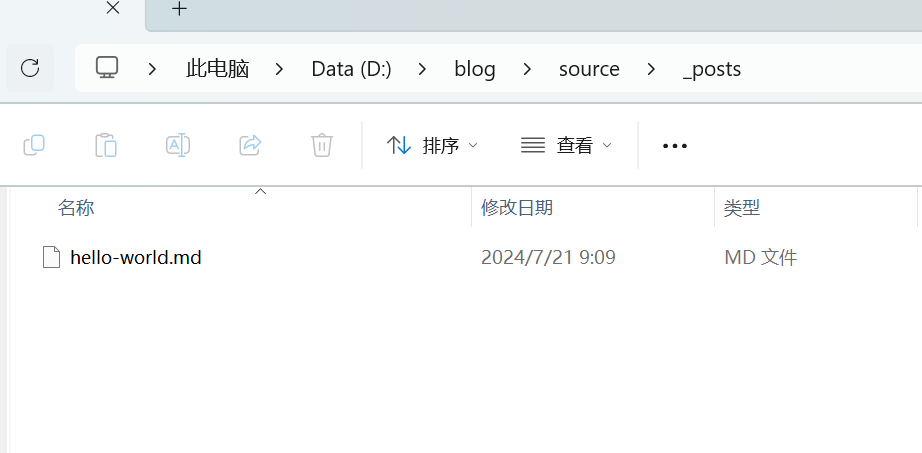 此电脑 Data (D:) blog source _posts
排序 查看
名称 修改日期 类型
hello-world.md 2024/7/21 9:09 MD 文件